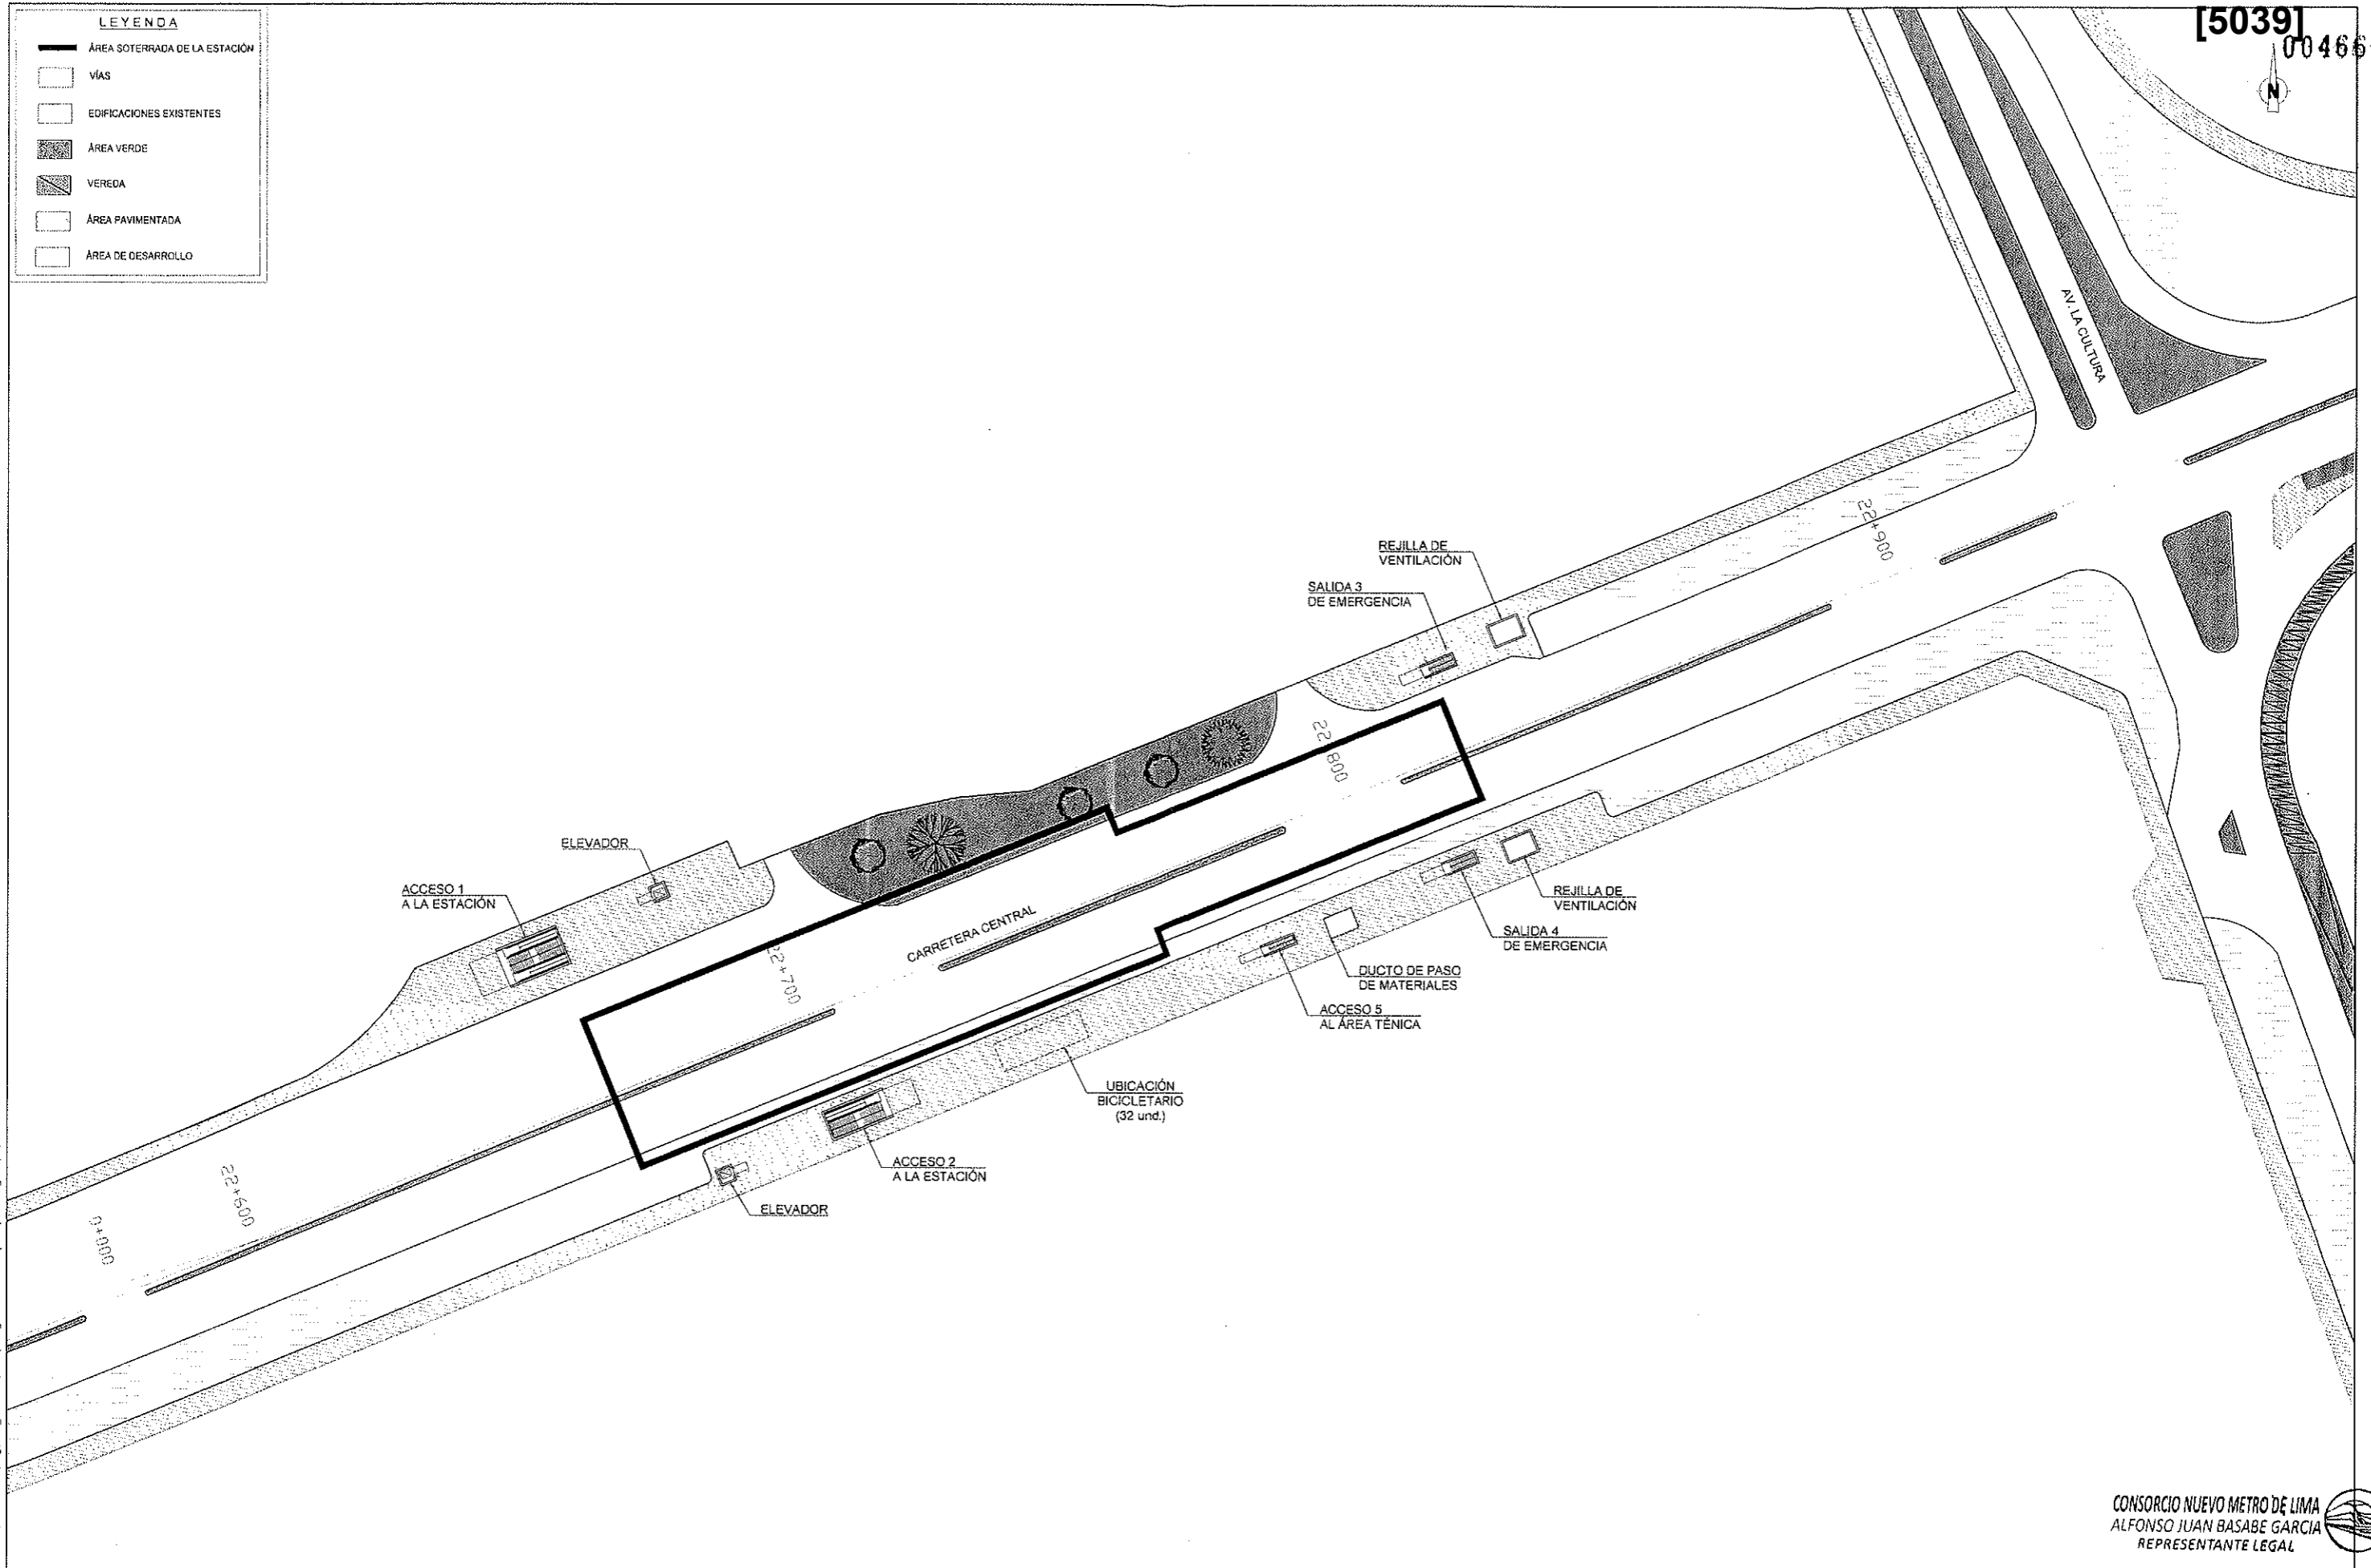 LEYENDA
ÁREA SOTERRADA DE LA ESTACIÓN
VÍAS
EDIFICACIONES EXISTENTES
ÁREA VERDE
VEREDA
ÁREA PAVIMENTADA
ÁREA DE DESARROLLO
[5039]
00466
N
AV. LA CULTURA
22+900
REJILLA DE
VENTILACIÓN
SALIDA 3
DE EMERGENCIA
22+800
ELEVADOR
ACCESO 1
A LA ESTACIÓN
CARRETERA CENTRAL
22+700
REJILLA DE
VENTILACIÓN
SALIDA 4
DE EMERGENCIA
DUCTO DE PASO
DE MATERIALES
ACCESO 5
AL ÁREA TÉNICA
UBICACIÓN
BICICLETARIO
(32 und.)
ACCESO 2
A LA ESTACIÓN
ELEVADOR
22+600
0+000
CONSORCIO NUEVO METRO DE LIMA
ALFONSO JUAN BASABE GARCIA
REPRESENTANTE LEGAL